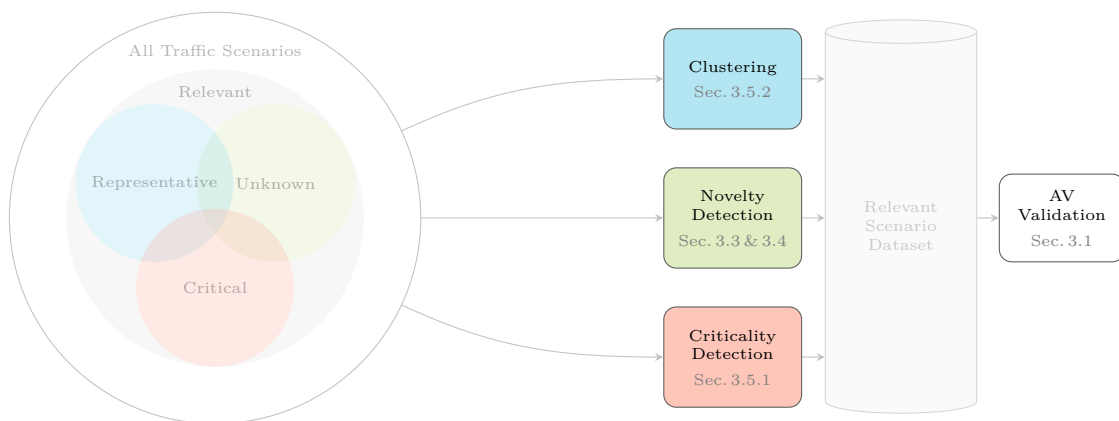 All Traffic Scenarios
Relevant
Representative
Unknown
Critical
Clustering
Sec. 3.5.2
Novelty
Detection
Sec. 3.3 & 3.4
Criticality
Detection
Sec. 3.5.1
Relevant
Scenario
Dataset
AV
Validation
Sec. 3.1